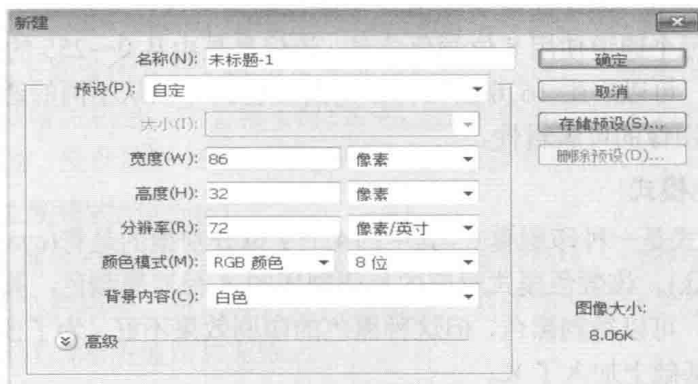 新建
名称(N): 未标题-1
确定
预设(P): 自定
取消
大小(I):
存储预设(S)...
宽度(W): 86 像素
删除预设(D)...
高度(H): 32 像素
分辨率(R): 72 像素/英寸
颜色模式(M): RGB 颜色 8 位
背景内容(C): 白色
图像大小:
高级
8.06K